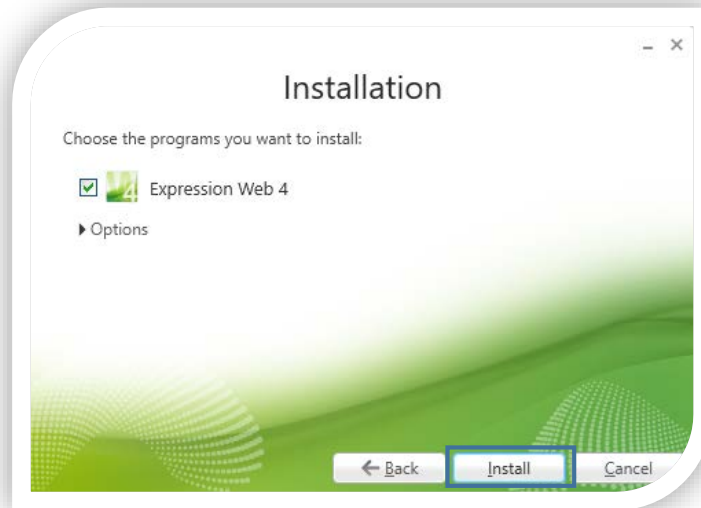 Installation
Choose the programs you want to install:
Expression Web 4
Options
Back Install Cancel